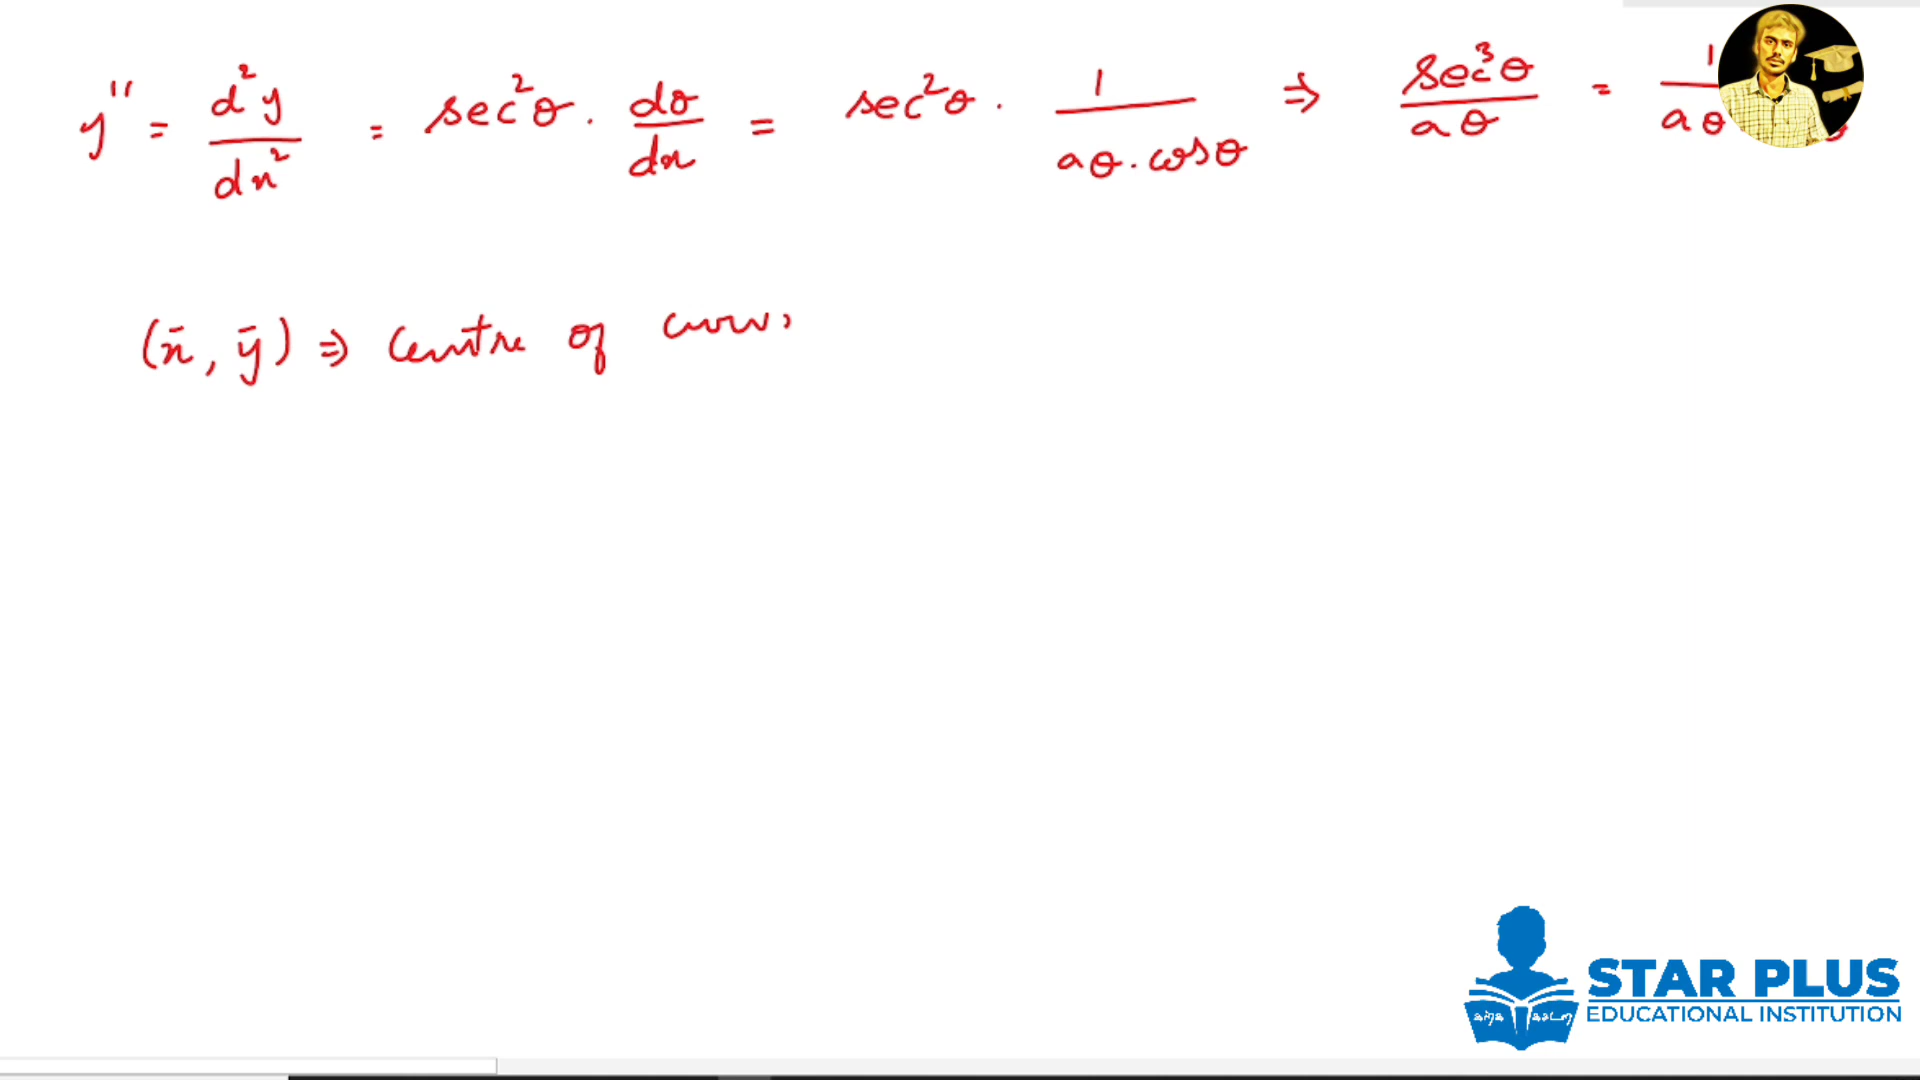 y'' = d²y/dx² = sec²θ · dθ/dx = sec²θ · 1/(aθ·cosθ) ⇒ sec³θ/aθ = 1/aθ
(x̄, ȳ) ⇒ Centre of curv
STAR PLUS
EDUCATIONAL INSTITUTION